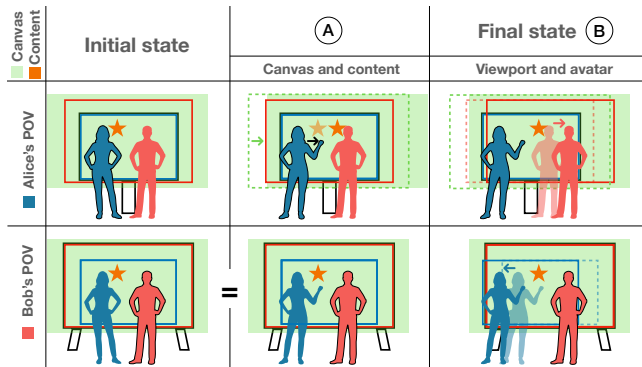 Canvas
Content
Initial state
A
Final state B
Canvas and content
Viewport and avatar
Alice's POV
Bob's POV
=